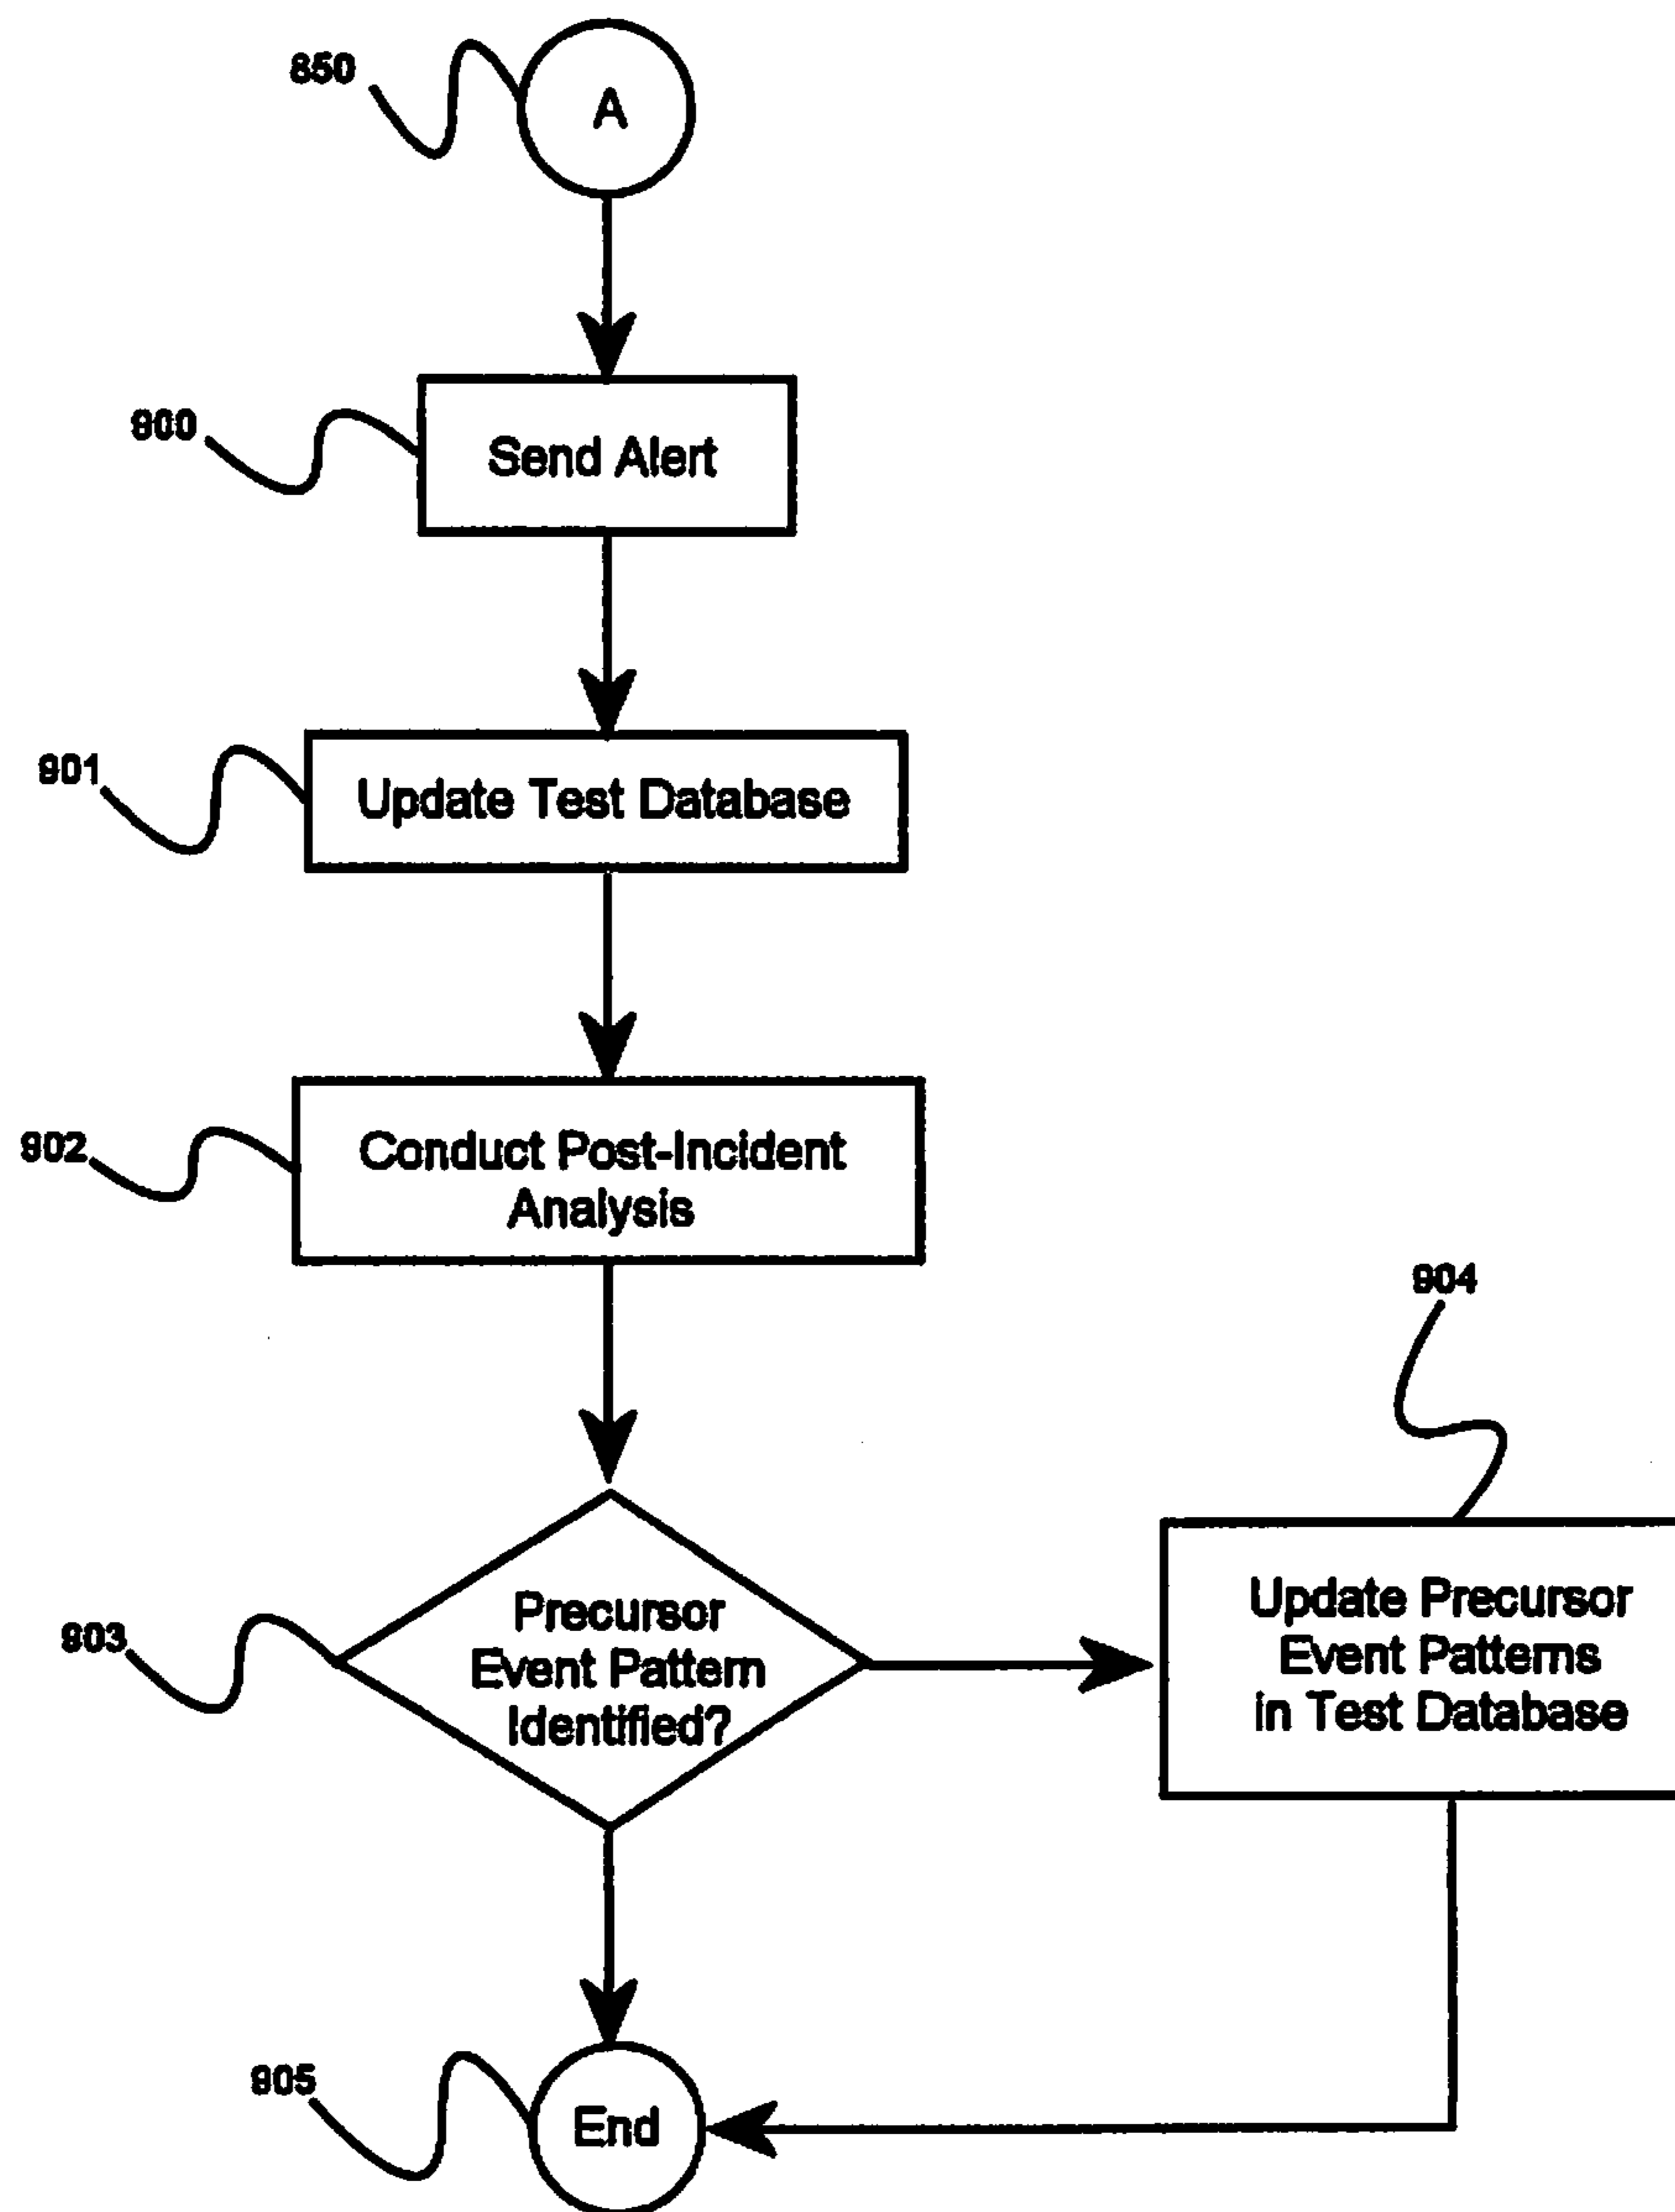 850
A
900
Send Alert
901
Update Test Database
902
Conduct Post-Incident
Analysis
904
903
Precursor
Event Pattern
Identified?
Update Precursor
Event Patterns
in Test Database
905
End